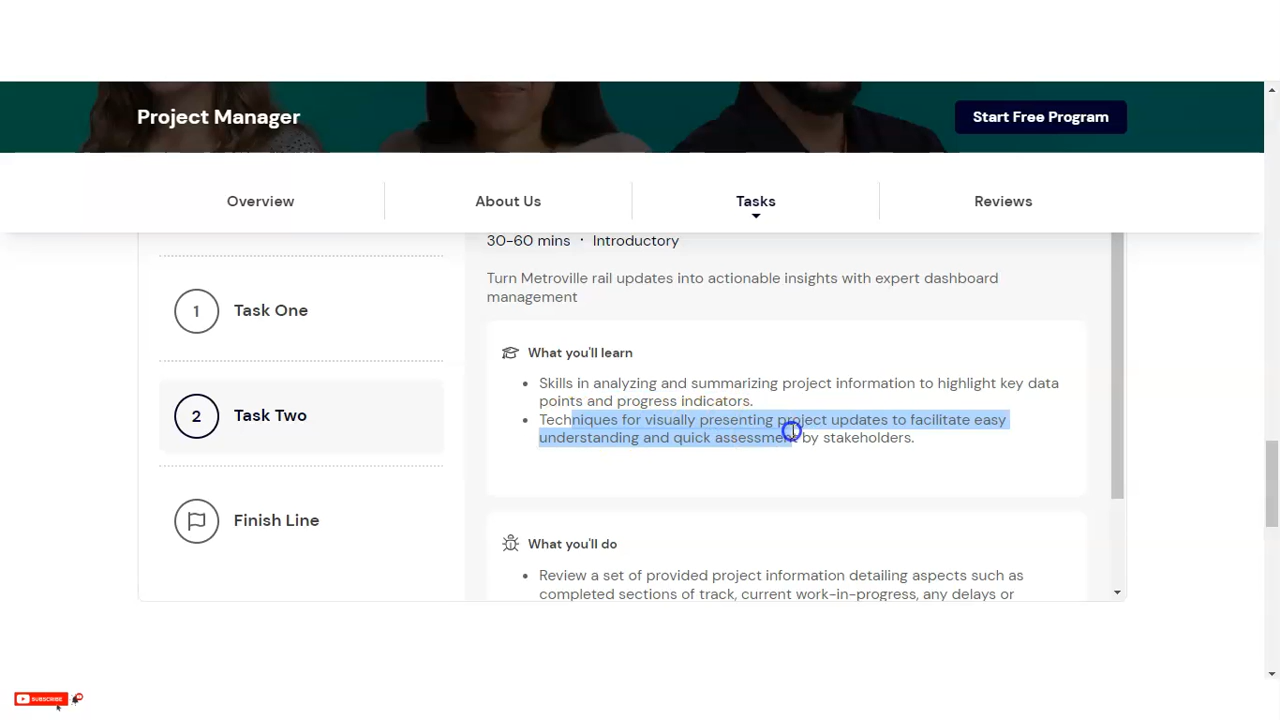 Project Manager
Start Free Program
Overview
About Us
Tasks
Reviews
30-60 mins · Introductory
Turn Metroville rail updates into actionable insights with expert dashboard
management
1 Task One
What you'll learn
• Skills in analyzing and summarizing project information to highlight key data
points and progress indicators.
2 Task Two
• Techniques for visually presenting project updates to facilitate easy
understanding and quick assessment by stakeholders.
Finish Line
What you'll do
• Review a set of provided project information detailing aspects such as
completed sections of track, current work-in-progress, any delays or
SUBSCRIBE